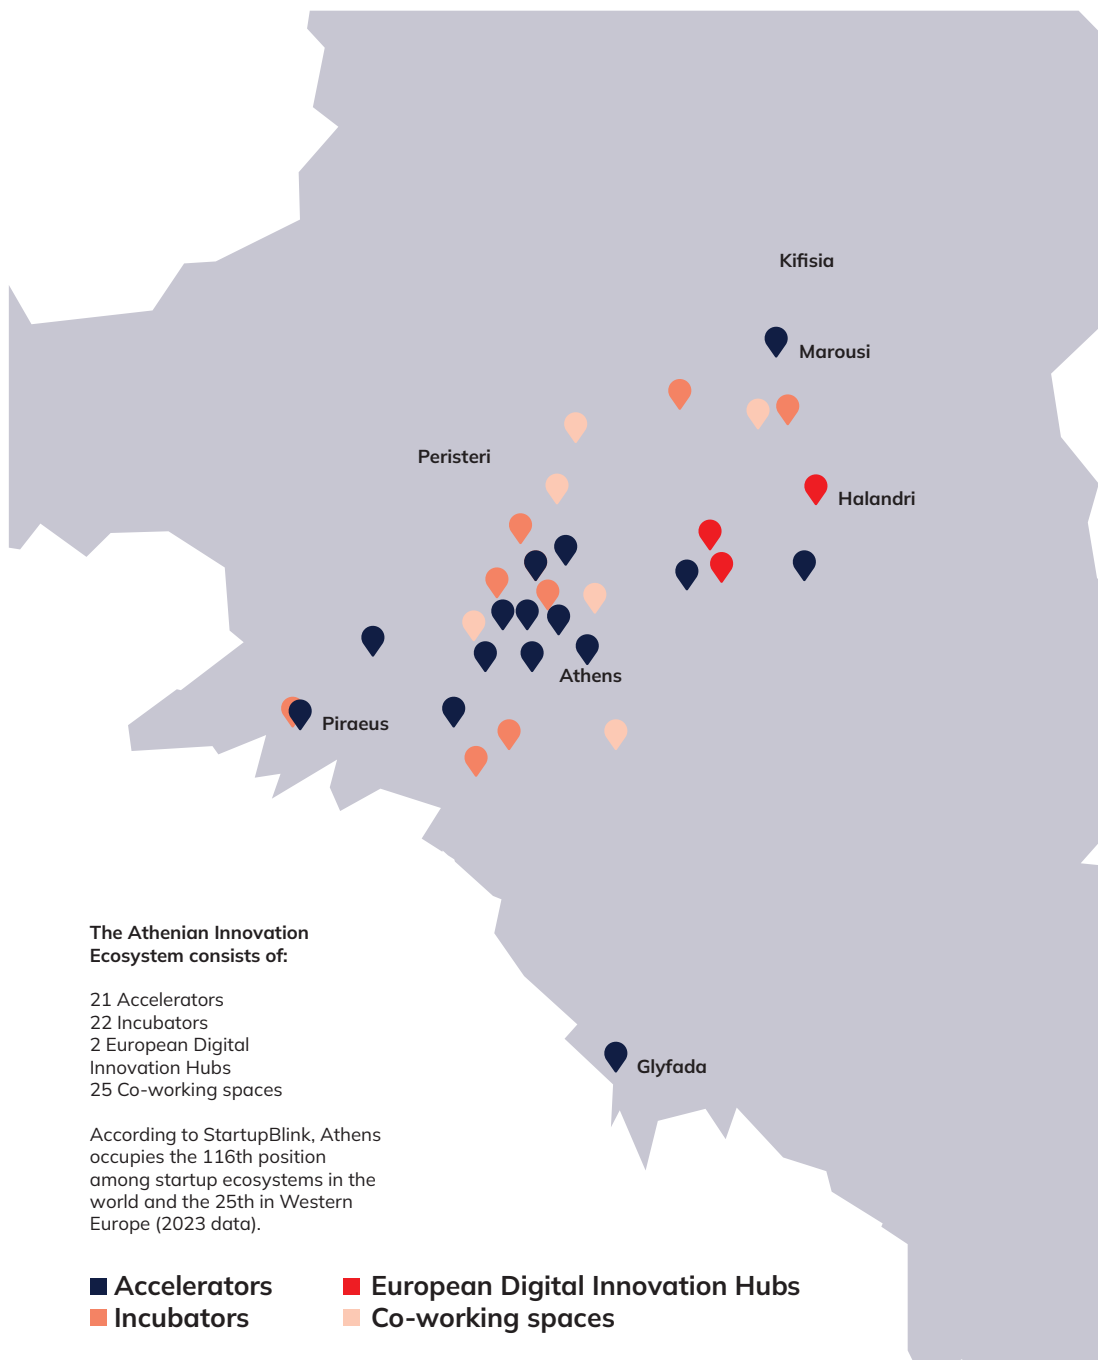 Kifisia
Marousi
Peristeri
Halandri
Athens
Piraeus
The Athenian Innovation
Ecosystem consists of:
21 Accelerators
22 Incubators
2 European Digital
Innovation Hubs
25 Co-working spaces
Glyfada
According to StartupBlink, Athens
occupies the 116th position
among startup ecosystems in the
world and the 25th in Western
Europe (2023 data).
Accelerators
European Digital Innovation Hubs
Incubators
Co-working spaces